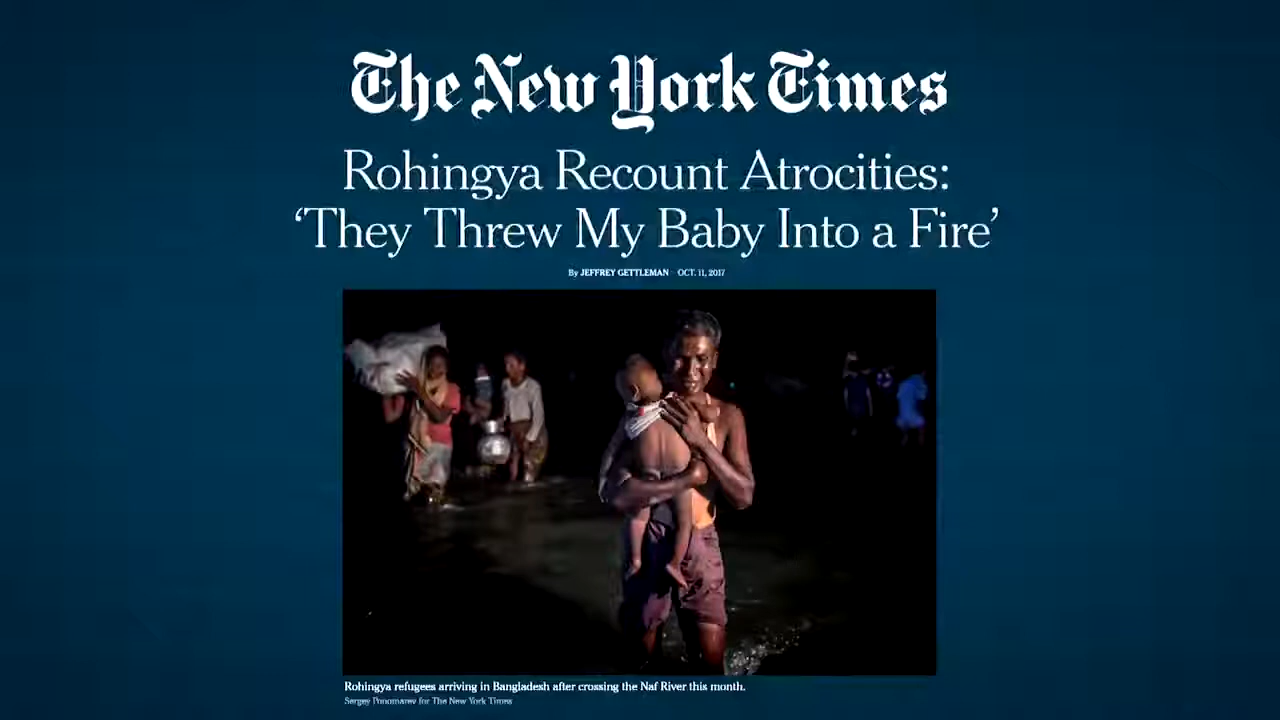 The New York Times
Rohingya Recount Atrocities:
‘They Threw My Baby Into a Fire’
By JEFFREY GETTLEMAN OCT. 11, 2017
Rohingya refugees arriving in Bangladesh after crossing the Naf River this month.
Sergey Ponomarev for The New York Times